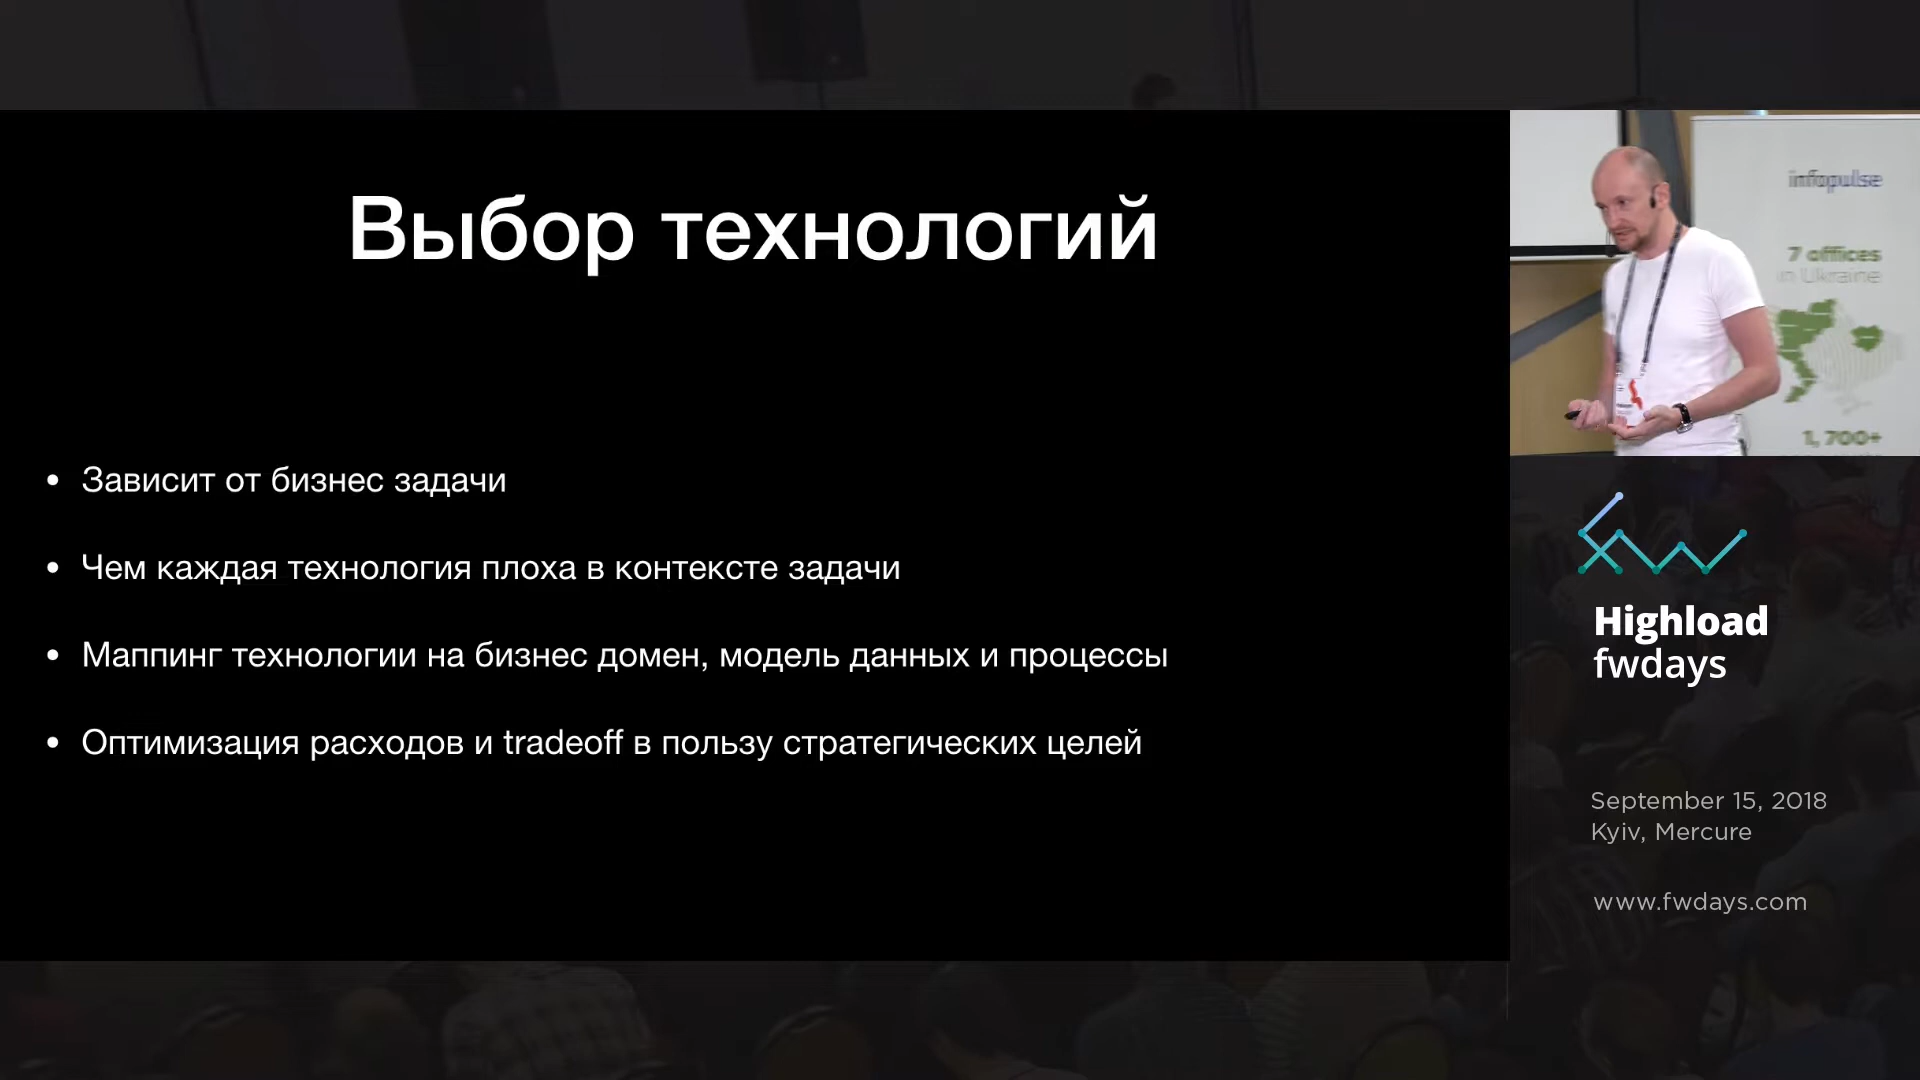 Выбор технологий
• Зависит от бизнес задачи
• Чем каждая технология плоха в контексте задачи
• Маппинг технологии на бизнес домен, модель данных и процессы
• Оптимизация расходов и tradeoff в пользу стратегических целей
infopulse
7 offices
in Ukraine
1,700+
Highload
fwdays
September 15, 2018
Kyiv, Mercure
www.fwdays.com